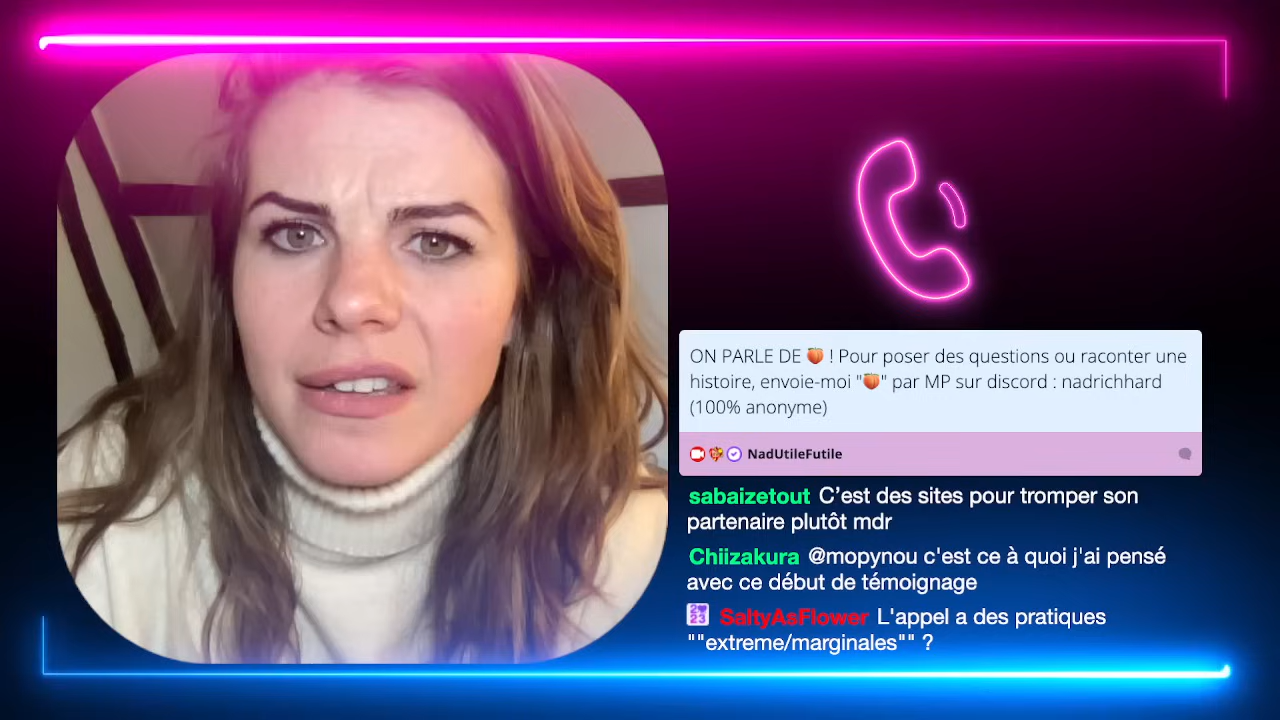 ON PARLE DE 🍑 ! Pour poser des questions ou raconter une
histoire, envoie-moi "🍑" par MP sur discord : nadrichhard
(100% anonyme)
NadUtileFutile
sabaizetout C’est des sites pour tromper son
partenaire plutôt mdr
Chiizakura @mopynou c'est ce à quoi j'ai pensé
avec ce début de témoignage
2023 SaltyAsFlower L'appel a des pratiques
""extreme/marginales"" ?